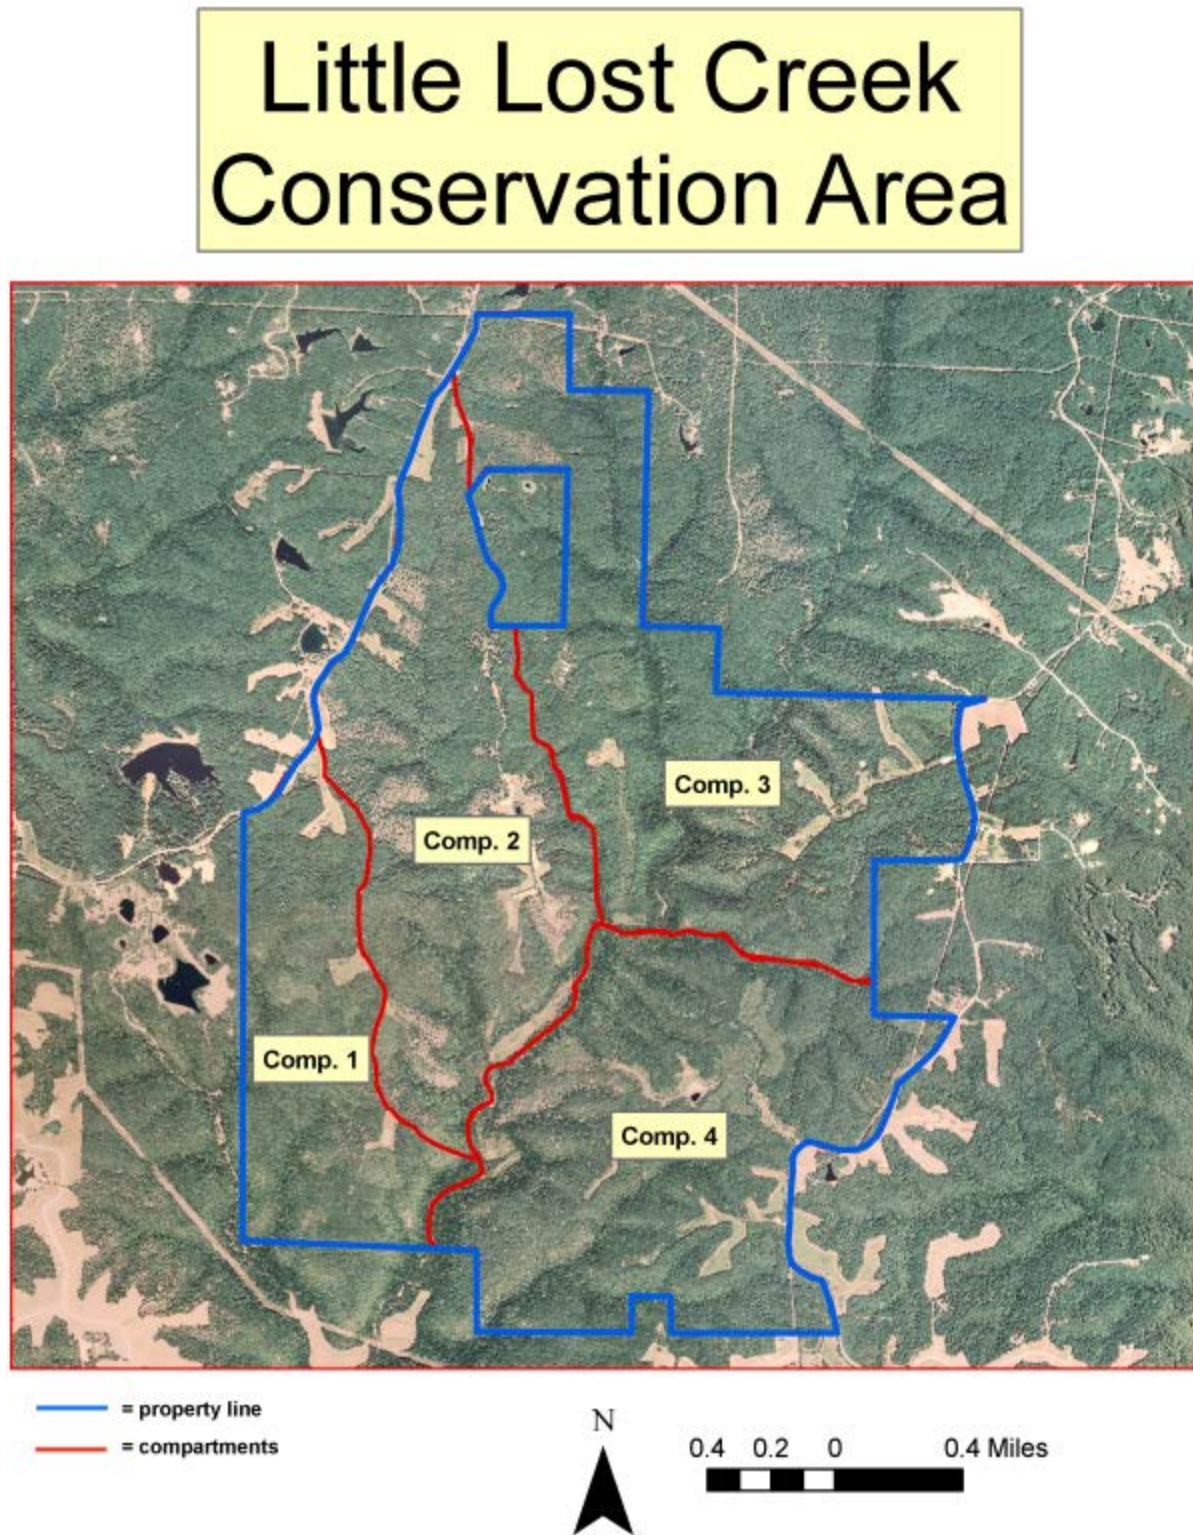 Little Lost Creek
Conservation Area
Comp. 3
Comp. 2
Comp. 1
Comp. 4
= property line
= compartments
N
0.4 0.2 0 0.4 Miles